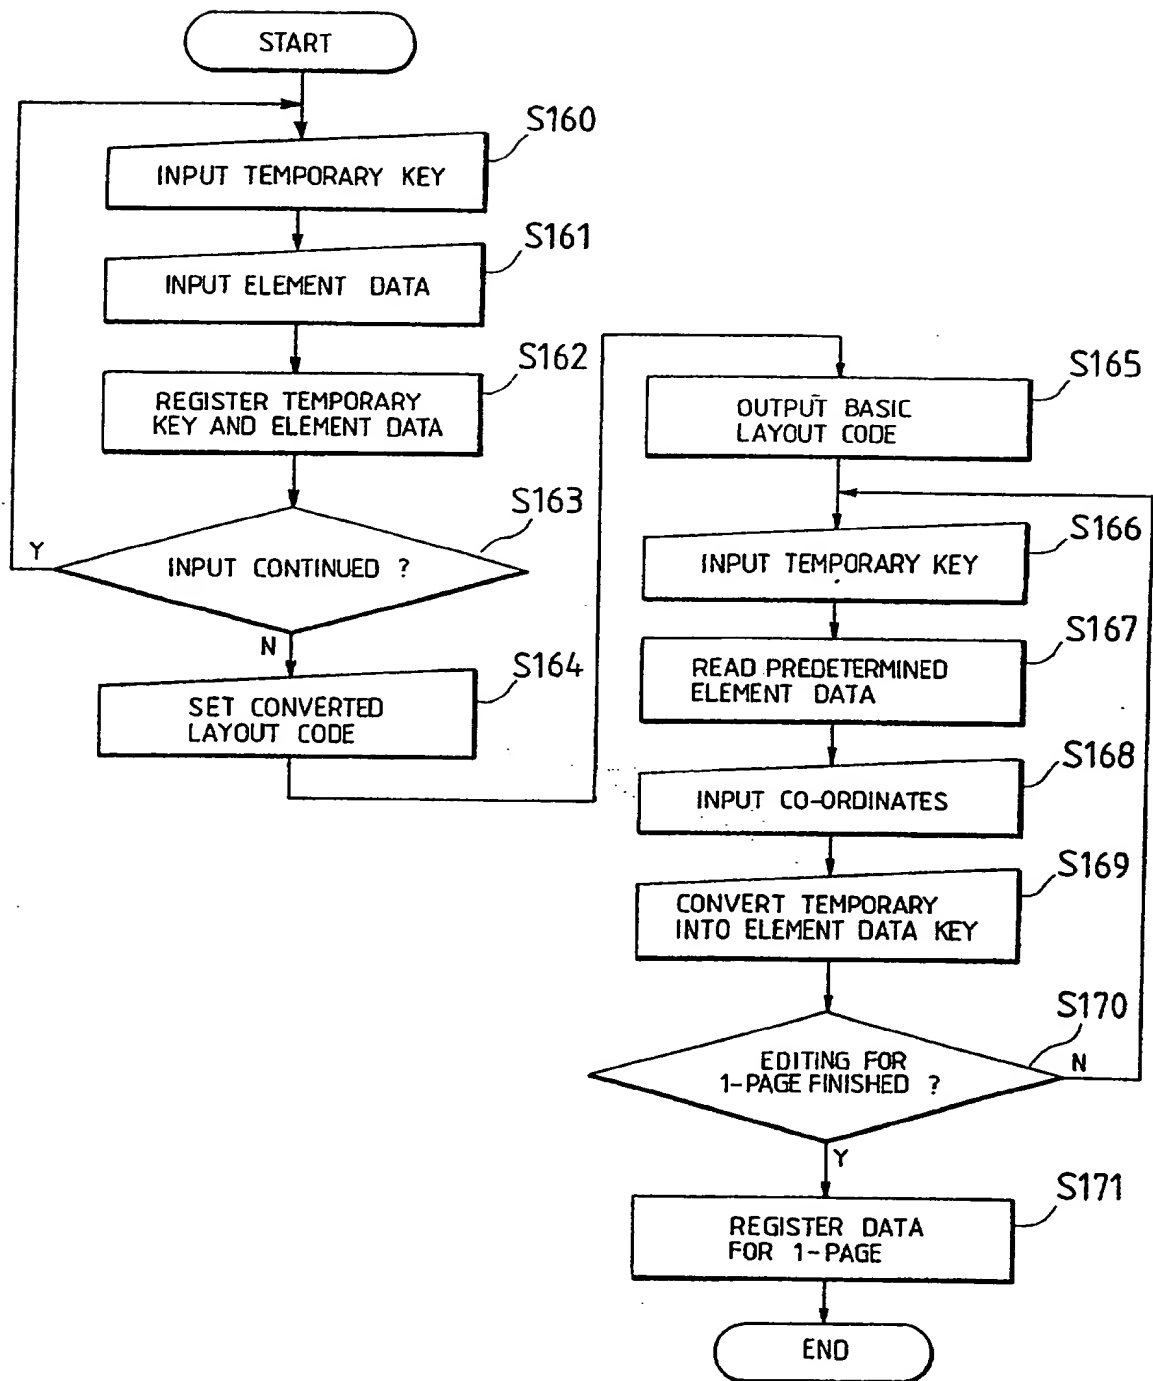 START
S160
INPUT TEMPORARY KEY
S161
INPUT ELEMENT DATA
S162
REGISTER TEMPORARY
KEY AND ELEMENT DATA
S163
Y
INPUT CONTINUED ?
N
S164
SET CONVERTED
LAYOUT CODE
S165
OUTPUT BASIC
LAYOUT CODE
S166
INPUT TEMPORARY KEY
S167
READ PREDETERMINED
ELEMENT DATA
S168
INPUT CO-ORDINATES
S169
CONVERT TEMPORARY
INTO ELEMENT DATA KEY
S170
EDITING FOR
1-PAGE FINISHED ?
N
Y
S171
REGISTER DATA
FOR 1-PAGE
END